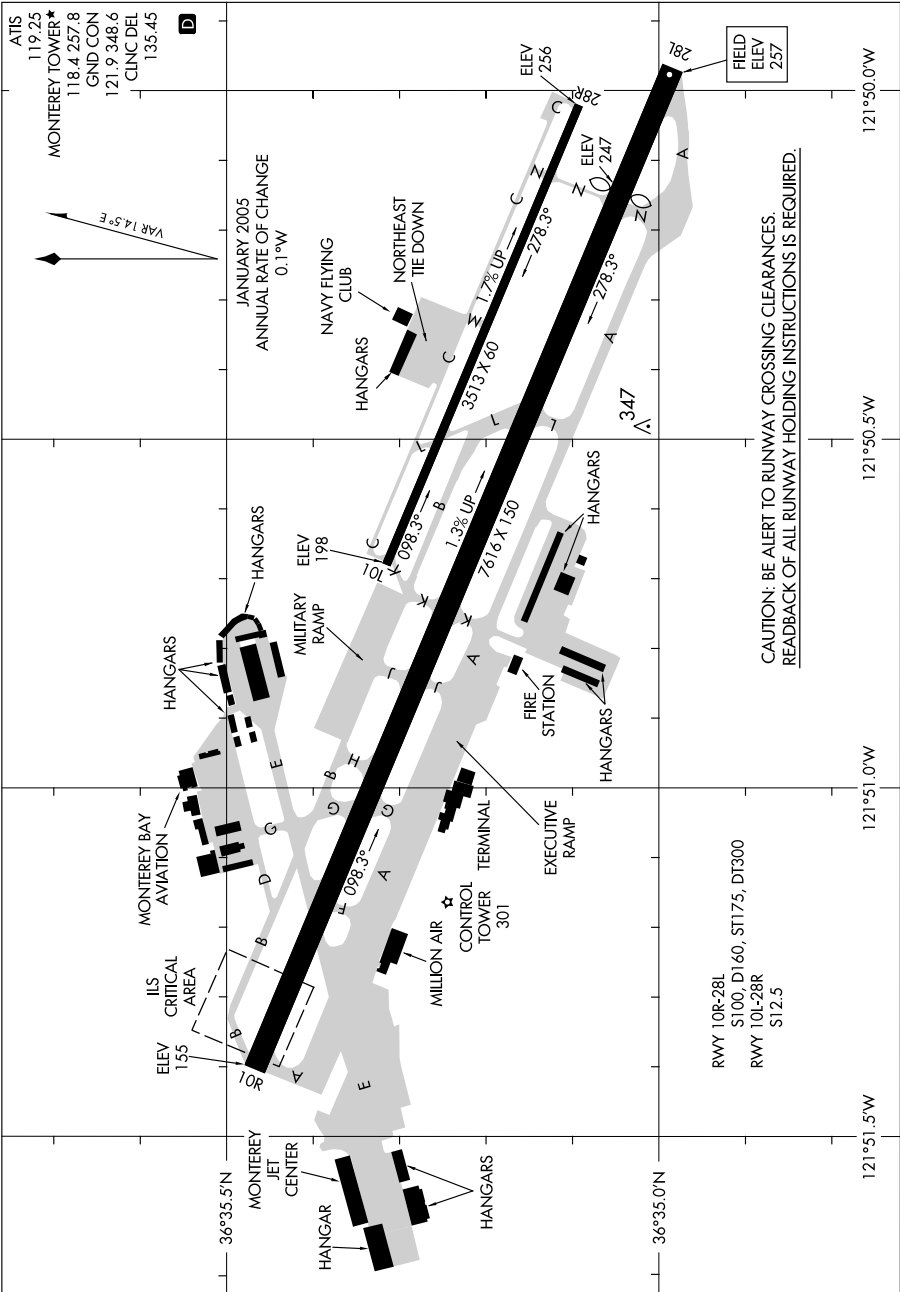 ATIS
119.25
MONTEREY TOWER★
118.4 257.8
GND CON
121.9 348.6
CLNC DEL
135.45
D
VAR 14.5° E
JANUARY 2005
ANNUAL RATE OF CHANGE
0.1°W
NAVY FLYING
CLUB
HANGARS
NORTHEAST
TIE DOWN
ELEV
256
28R
28L
FIELD
ELEV
257
ELEV
247
C
C
Z
Z
Z
A
1.7% UP
278.3°
278.3°
C
M
3513 X 60
A
347
L
L
L
C
B
098.3°
1.3% UP
7616 X 150
ELEV
198
10L
K
K
K
HANGARS
HANGARS
HANGARS
MILITARY
RAMP
J
J
A
FIRE
STATION
HANGARS
E
B
H
G
G
G
D
MONTEREY BAY
AVIATION
F
098.3°
A
TERMINAL
EXECUTIVE
RAMP
CONTROL
TOWER
301
MILLION AIR
ILS
CRITICAL
AREA
B
B
ELEV
155
10R
A
E
MONTEREY
JET
CENTER
HANGAR
HANGARS
CAUTION: BE ALERT TO RUNWAY CROSSING CLEARANCES.
READBACK OF ALL RUNWAY HOLDING INSTRUCTIONS IS REQUIRED.
RWY 10R-28L
S100, D160, ST175, DT300
RWY 10L-28R
S12.5
36°35.5'N
36°35.0'N
121°51.5'W
121°51.0'W
121°50.5'W
121°50.0'W